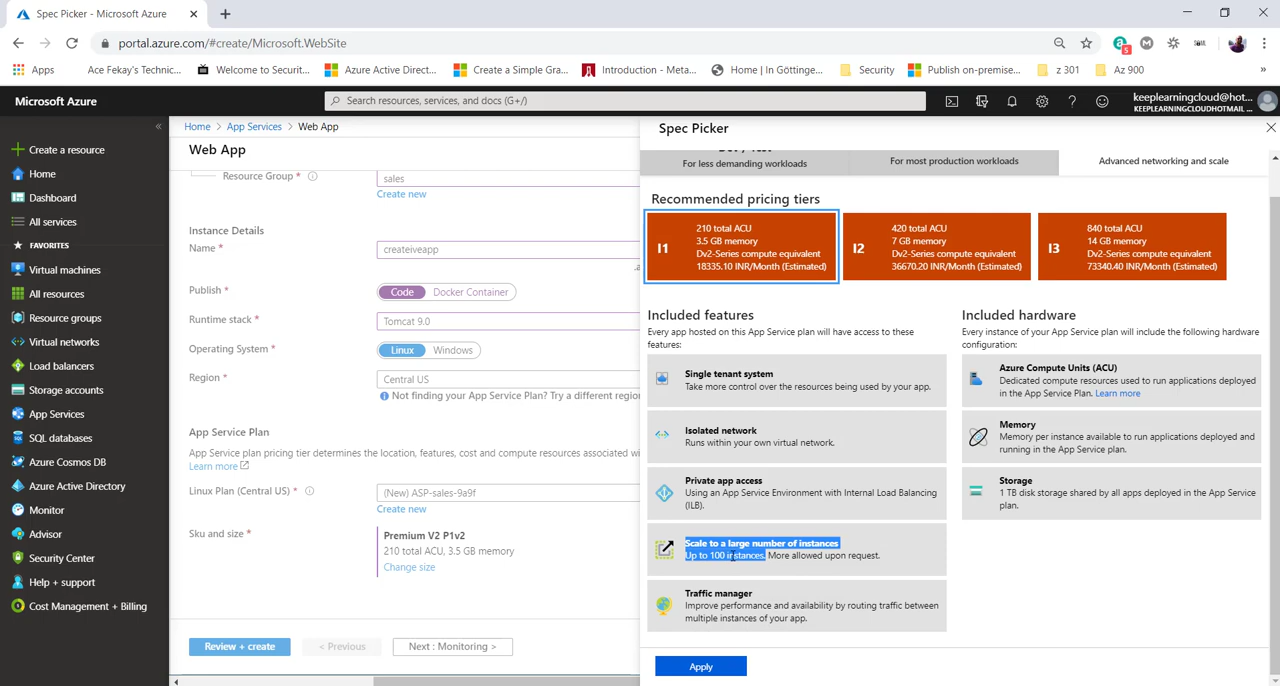 Spec Picker - Microsoft Azure
portal.azure.com/#create/Microsoft.WebSite
Apps
Ace Fekay's Technic...
Welcome to Securit...
Azure Active Direct...
Create a Simple Gra...
Introduction - Meta...
Home | In Göttinge...
Security
Publish on-premise...
z 301
Az 900
»
Microsoft Azure
Search resources, services, and docs (G+/)
keeplearningcloud@hot...
KEEPLEARNINGCLOUDHOTMAIL ...
«
Create a resource
Home
Dashboard
All services
FAVORITES
Virtual machines
All resources
Resource groups
Virtual networks
Load balancers
Storage accounts
App Services
SQL databases
Azure Cosmos DB
Azure Active Directory
Monitor
Advisor
Security Center
Help + support
Cost Management + Billing
Home > App Services > Web App
Web App
Resource Group *
sales
Create new
Instance Details
Name *
createiveapp
Publish *
Code
Docker Container
Runtime stack *
Tomcat 9.0
Operating System *
Linux
Windows
Region *
Central US
Not finding your App Service Plan? Try a different region
App Service Plan
App Service plan pricing tier determines the location, features, cost and compute resources associated
Learn more
Linux Plan (Central US) *
(New) ASP-sales-9a9f
Create new
Sku and size *
Premium V2 P1v2
210 total ACU, 3.5 GB memory
Change size
Review + create
< Previous
Next : Monitoring >
Spec Picker
For less demanding workloads
For most production workloads
Advanced networking and scale
Recommended pricing tiers
I1
210 total ACU
3.5 GB memory
Dv2-Series compute equivalent
18335.10 INR/Month (Estimated)
I2
420 total ACU
7 GB memory
Dv2-Series compute equivalent
36670.20 INR/Month (Estimated)
I3
840 total ACU
14 GB memory
Dv2-Series compute equivalent
73340.40 INR/Month (Estimated)
Included features
Every app hosted on this App Service plan will have access to these
features:
Single tenant system
Take more control over the resources being used by your app.
Isolated network
Runs within your own virtual network.
Private app access
Using an App Service Environment with Internal Load Balancing
(ILB).
Scale to a large number of instances
Up to 100 instances. More allowed upon request.
Traffic manager
Improve performance and availability by routing traffic between
multiple instances of your app.
Included hardware
Every instance of your App Service plan will include the following hardware
configuration:
Azure Compute Units (ACU)
Dedicated compute resources used to run applications deployed
in the App Service Plan. Learn more
Memory
Memory per instance available to run applications deployed and
running in the App Service plan.
Storage
1 TB disk storage shared by all apps deployed in the App Service
plan.
Apply